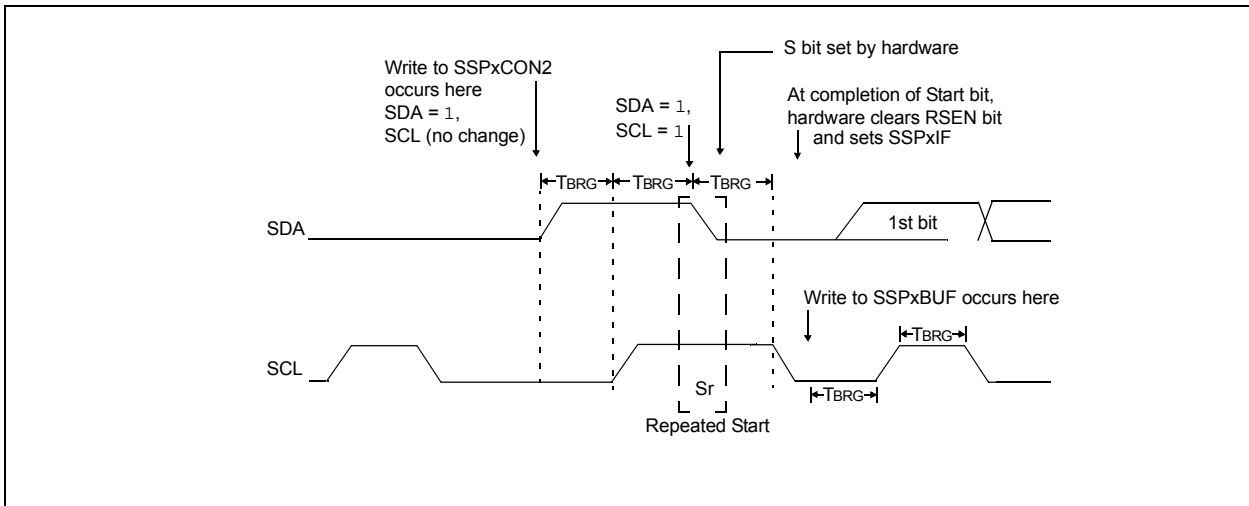 S bit set by hardware
Write to SSPxCON2
occurs here
SDA = 1,
SCL (no change)
SDA = 1,
SCL = 1
At completion of Start bit,
hardware clears RSEN bit
and sets SSPxIF
TBRG
TBRG
TBRG
SDA
1st bit
Write to SSPxBUF occurs here
TBRG
SCL
Sr
TBRG
Repeated Start